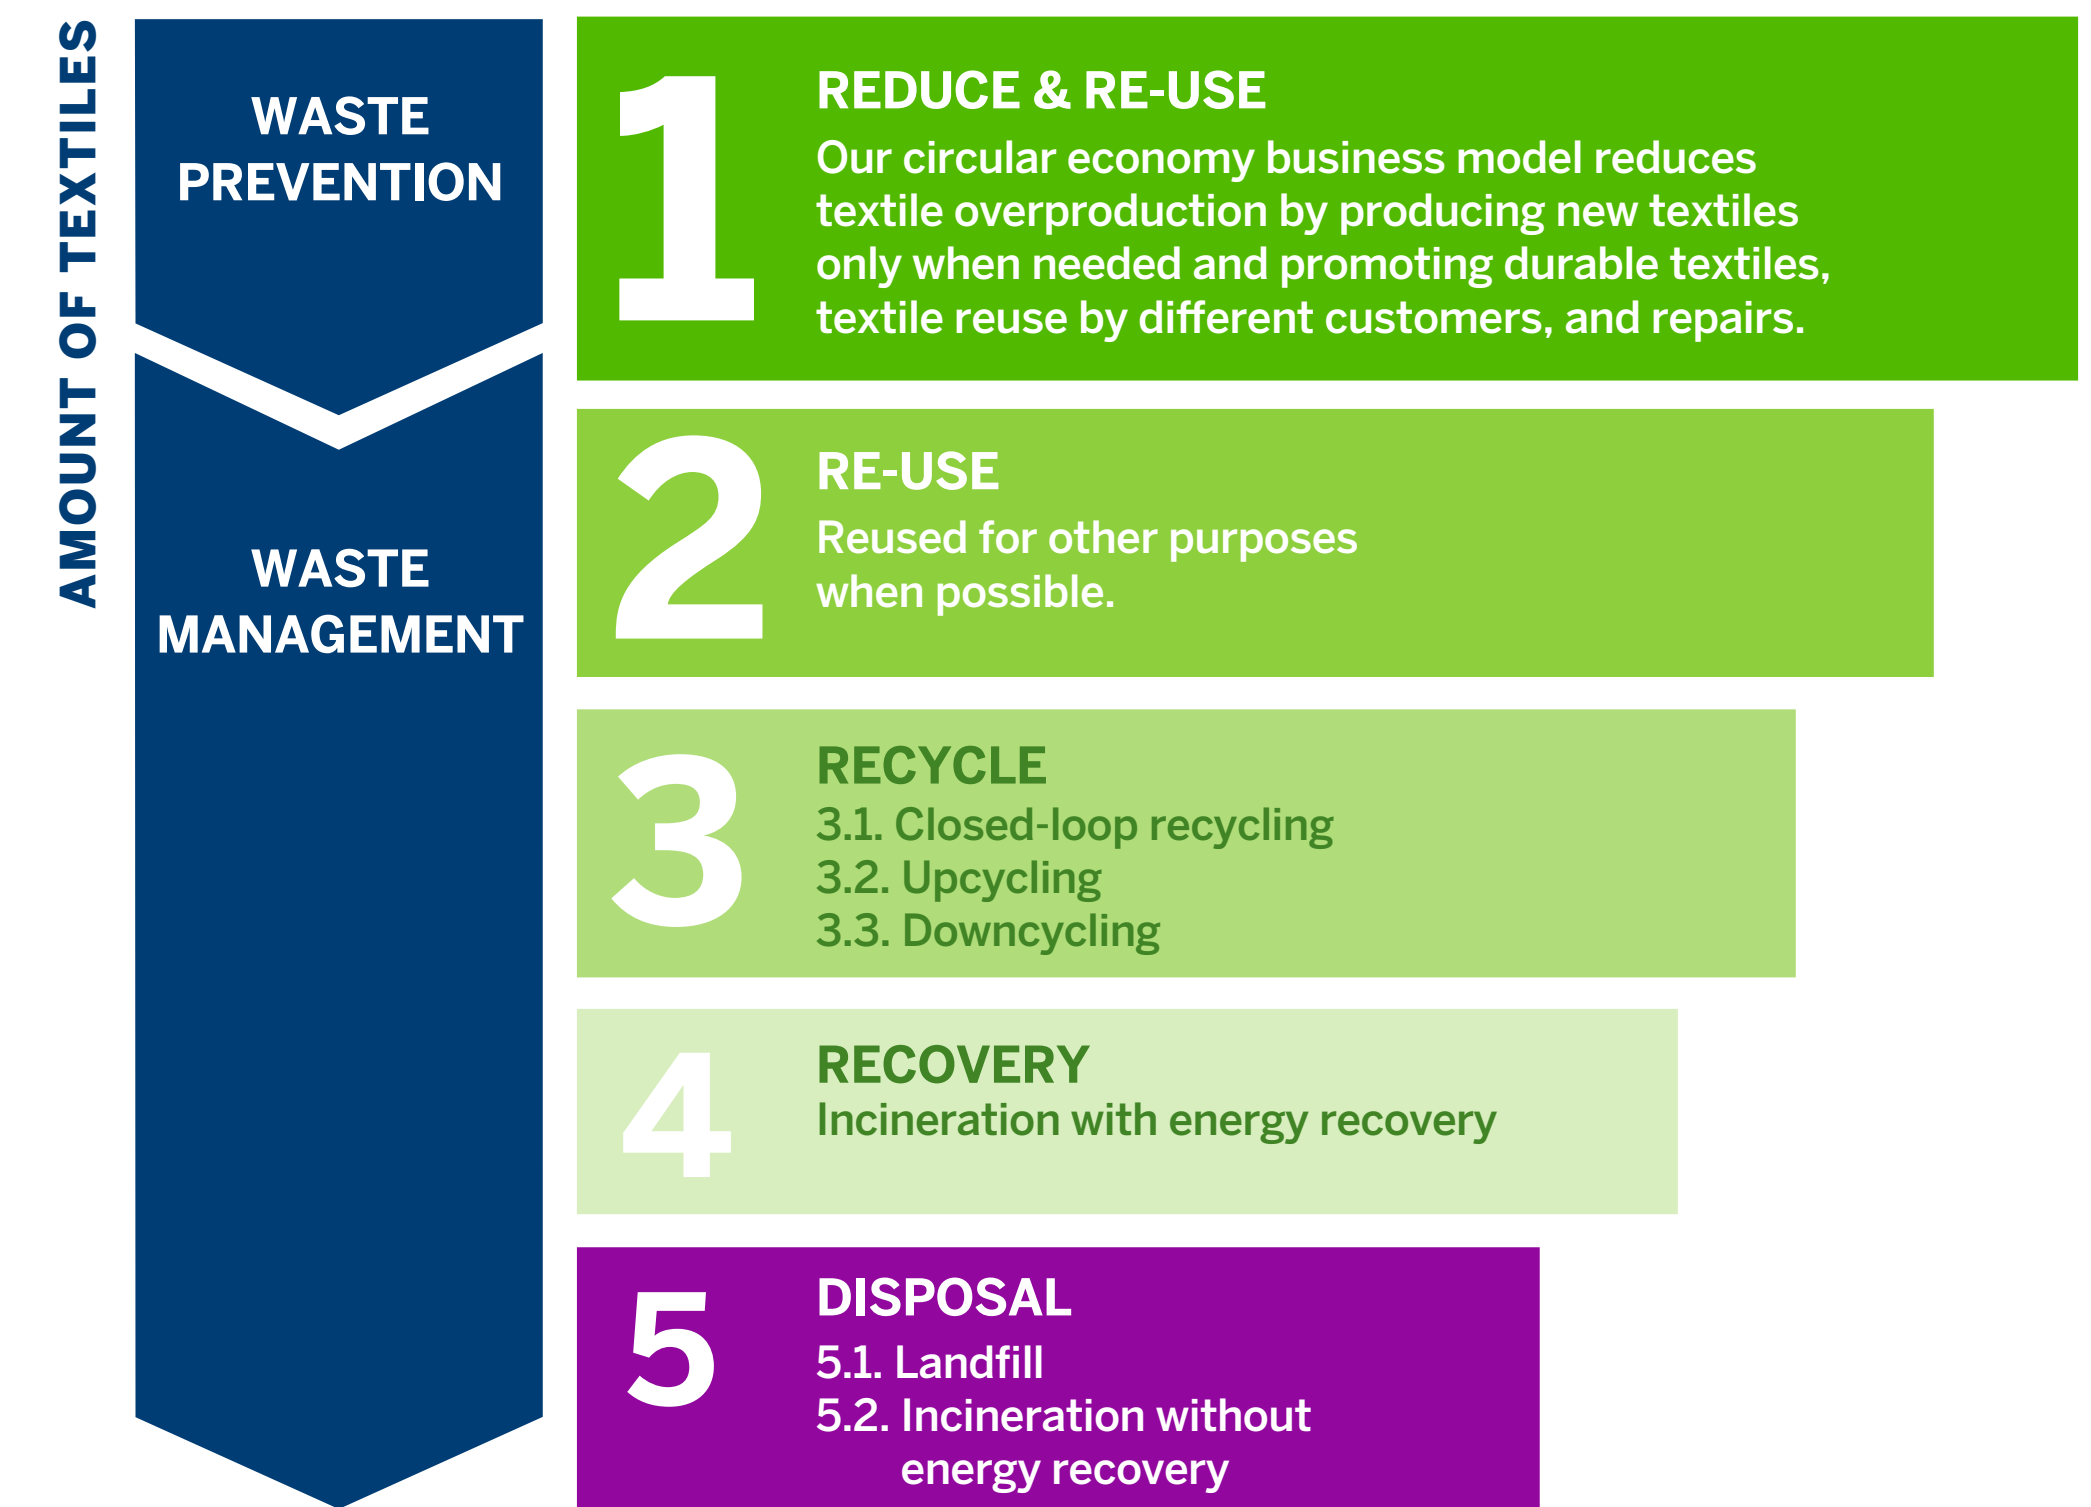 AMOUNT OF TEXTILES
WASTE
PREVENTION
WASTE
MANAGEMENT
1
REDUCE & RE-USE
Our circular economy business model reduces
textile overproduction by producing new textiles
only when needed and promoting durable textiles,
textile reuse by different customers, and repairs.
2
RE-USE
Reused for other purposes
when possible.
3
RECYCLE
3.1. Closed-loop recycling
3.2. Upcycling
3.3. Downcycling
4
RECOVERY
Incineration with energy recovery
5
DISPOSAL
5.1. Landfill
5.2. Incineration without
energy recovery